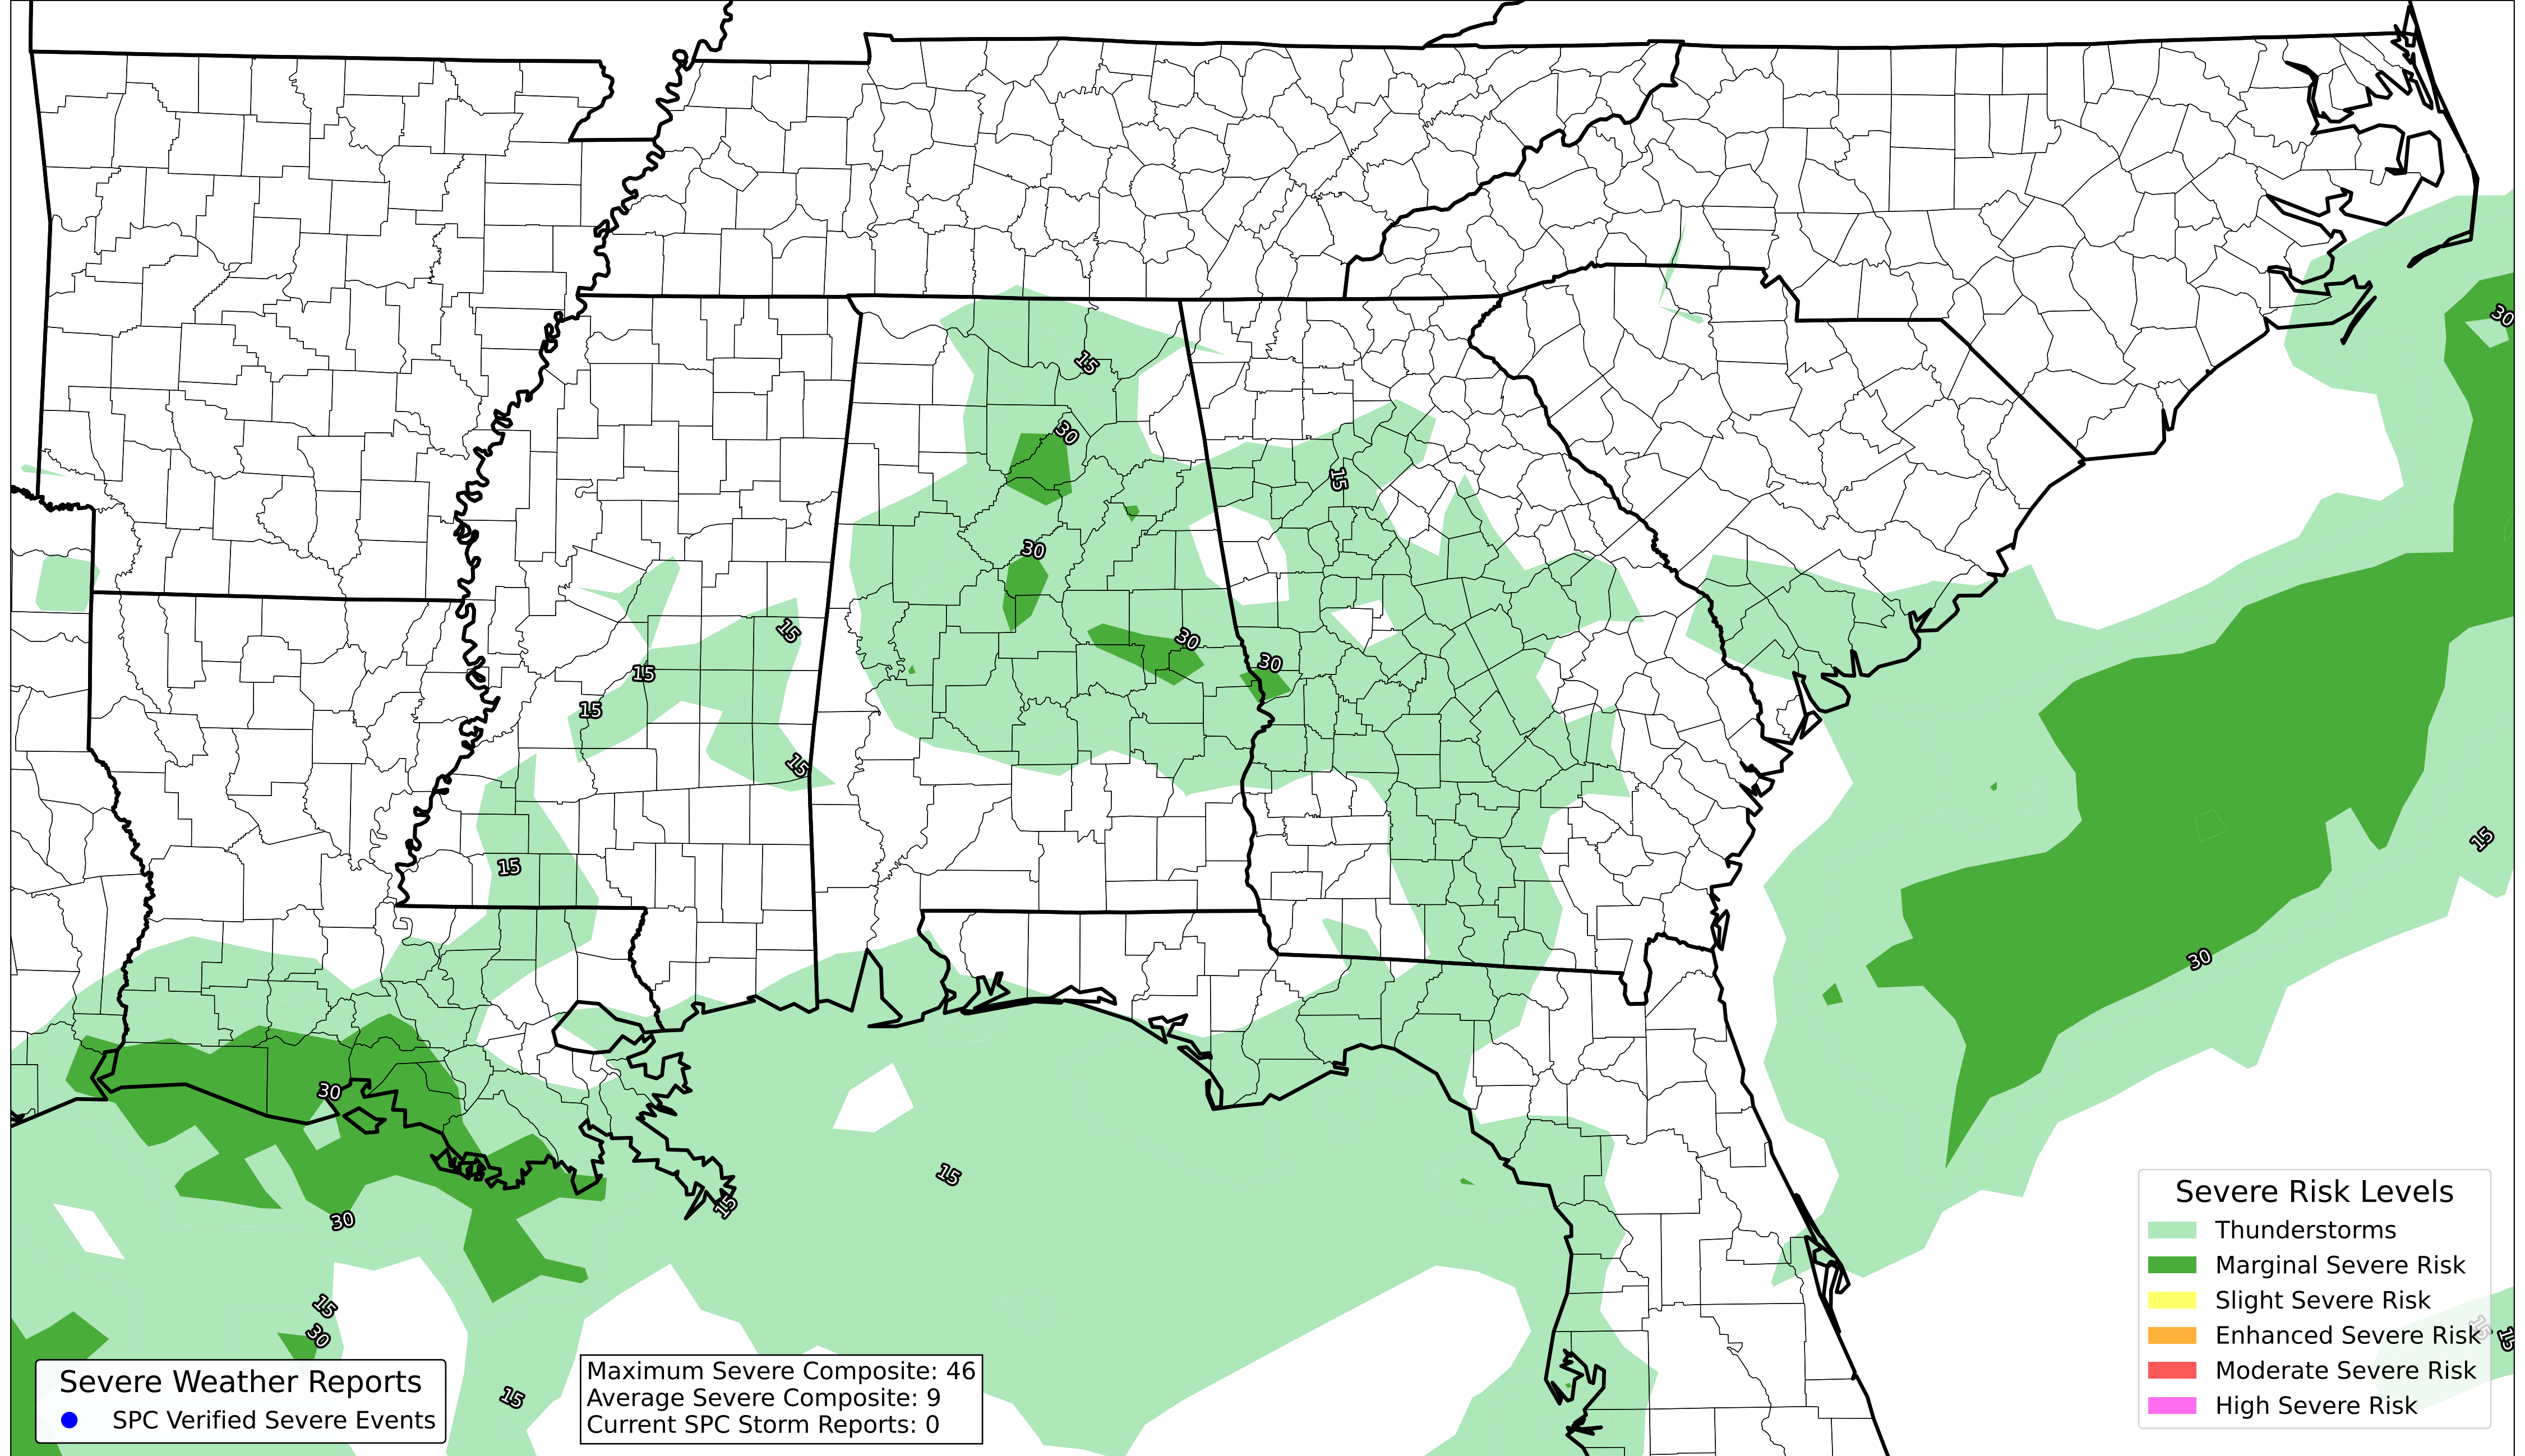 30
15
30
15
30
15
30
30
15
15
15
15
15
15
30
30
15
15
30
15
30
15
15
15
Severe Weather Reports
SPC Verified Severe Events
Maximum Severe Composite: 46
Average Severe Composite: 9
Current SPC Storm Reports: 0
Severe Risk Levels
Thunderstorms
Marginal Severe Risk
Slight Severe Risk
Enhanced Severe Risk
Moderate Severe Risk
High Severe Risk